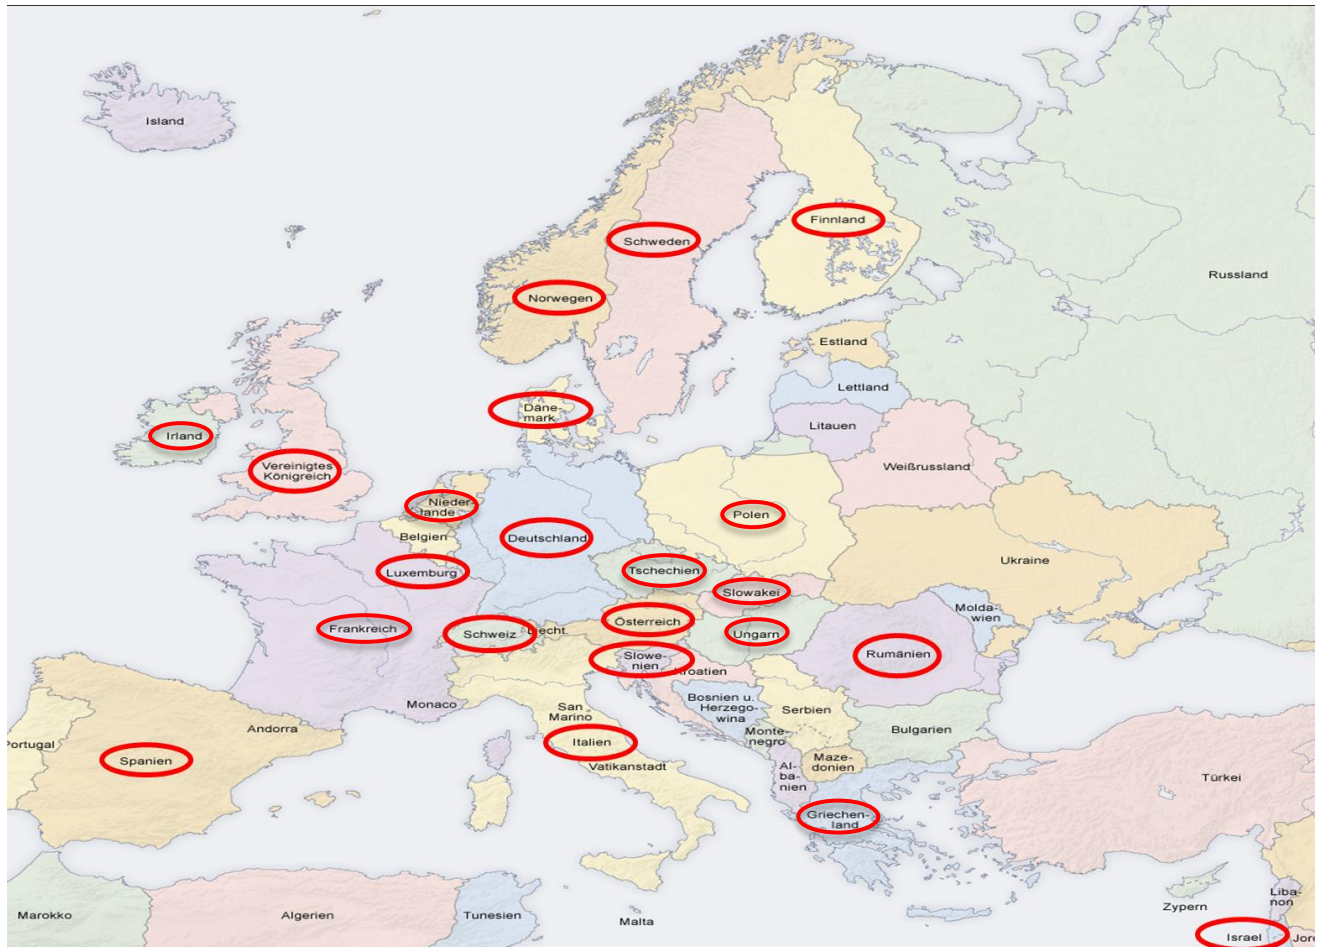 Island
Finnland
Schweden
Russland
Norwegen
Estland
Lettland
Däne-
mark
Litauen
Irland
Vereinigtes
Königreich
Weißrussland
Nieder-
lande
Polen
Belgien
Deutschland
Ukraine
Luxemburg
Tschechien
Slowakei
Molda-
wien
Frankreich
Schweiz
Liecht.
Österreich
Ungarn
Rumänien
Slowe-
nien
Kroatien
Monaco
San
Marino
Bosnien u.
Herzego-
wina
Serbien
Andorra
Bulgarien
Monte-
negro
Portugal
Spanien
Italien
Vatikanstadt
Al-
ba-
nien
Maze-
donien
Türkei
Griechen-
land
Marokko
Algerien
Tunesien
Malta
Zypern
Liba-
non
Israel
Jor